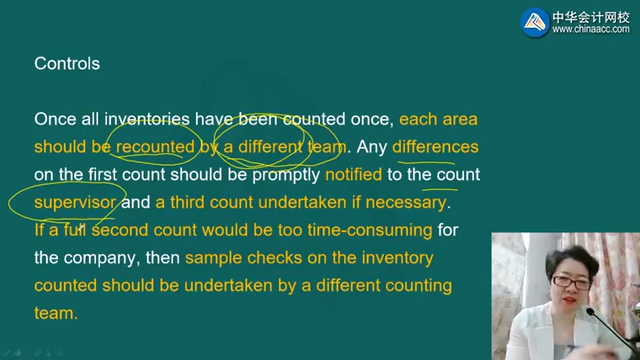 中华会计网校
www.chinaacc.com
Controls
Once all inventories have been counted once, each area
should be recounted by a different team. Any differences
on the first count should be promptly notified to the count
supervisor and a third count undertaken if necessary.
If a full second count would be too time-consuming for
the company, then sample checks on the inventory
counted should be undertaken by a different counting
team.